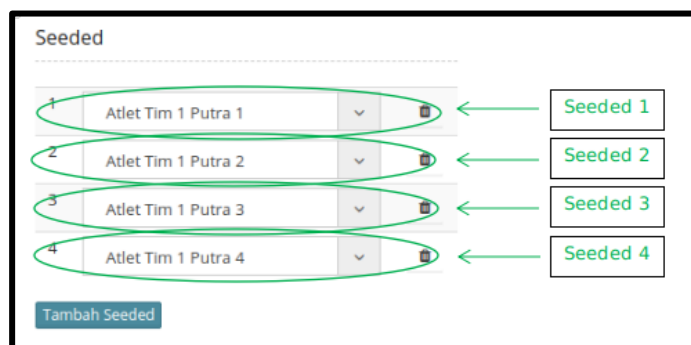 Seeded
1 Atlet Tim 1 Putra 1 Seeded 1
2 Atlet Tim 1 Putra 2 Seeded 2
3 Atlet Tim 1 Putra 3 Seeded 3
4 Atlet Tim 1 Putra 4 Seeded 4
Tambah Seeded